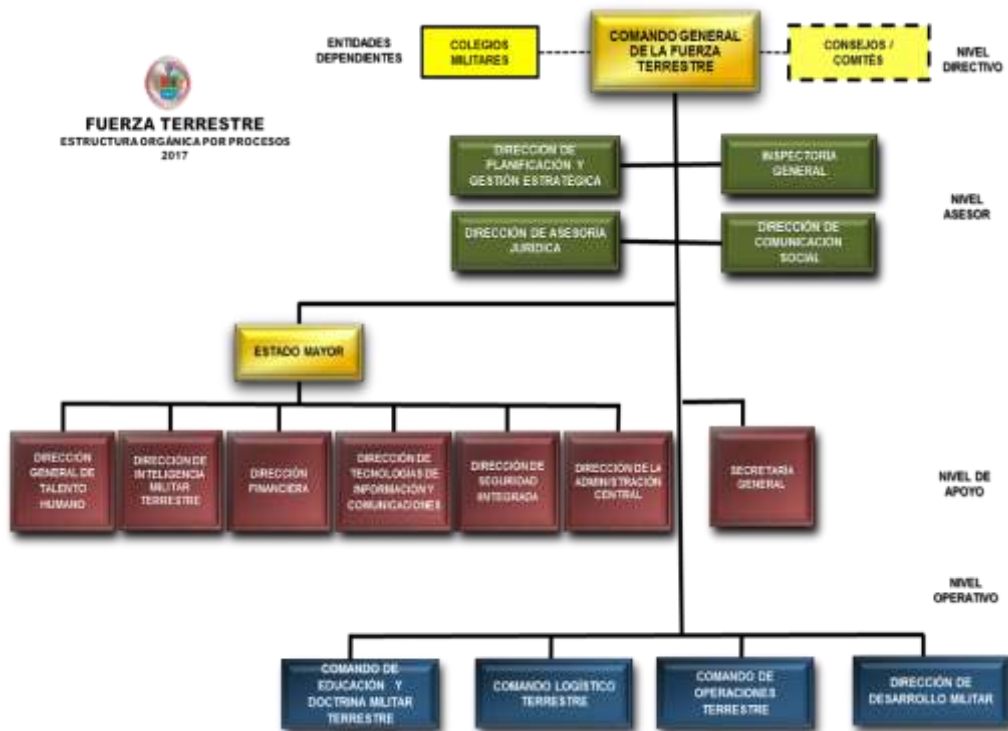 ENTIDADES
DEPENDIENTES
COLEGIOS
MILITARES
COMANDO GENERAL
DE LA FUERZA
TERRESTRE
CONSEJOS /
COMITÉS
NIVEL
DIRECTIVO
FUERZA TERRESTRE
ESTRUCTURA ORGÁNICA POR PROCESOS
2017
DIRECCIÓN DE
PLANIFICACIÓN Y
GESTIÓN ESTRATÉGICA
INSPECTORÍA
GENERAL
NIVEL
ASESOR
DIRECCIÓN DE ASESORÍA
JURÍDICA
DIRECCIÓN DE
COMUNICACIÓN
SOCIAL
ESTADO MAYOR
DIRECCIÓN
GENERAL DE
TALENTO
HUMANO
DIRECCIÓN DE
INTELIGENCIA
MILITAR
TERRESTRE
DIRECCIÓN
FINANCIERA
DIRECCIÓN DE
TECNOLOGÍAS DE
INFORMACIÓN Y
COMUNICACIONES
DIRECCIÓN DE
SEGURIDAD
INTEGRADA
DIRECCIÓN DE LA
ADMINISTRACIÓN
CENTRAL
SECRETARÍA
GENERAL
NIVEL DE
APOYO
NIVEL
OPERATIVO
COMANDO DE
EDUCACIÓN Y
DOCTRINA MILITAR
TERRESTRE
COMANDO LOGÍSTICO
TERRESTRE
COMANDO DE
OPERACIONES
TERRESTRE
DIRECCIÓN DE
DESARROLLO MILITAR